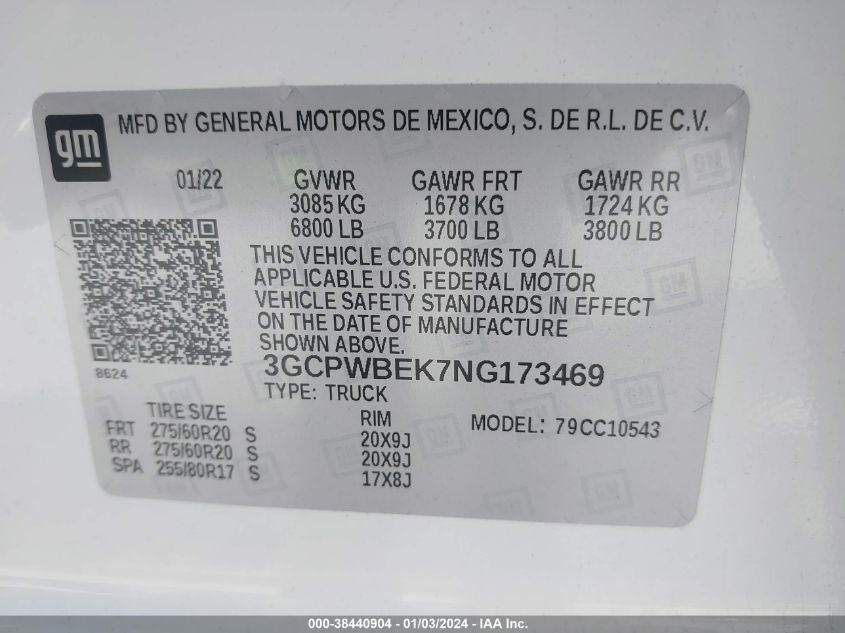 gm
MFD BY GENERAL MOTORS DE MEXICO, S. DE R.L. DE C.V.
01/22 GVWR GAWR FRT GAWR RR
3085 KG 1678 KG 1724 KG
6800 LB 3700 LB 3800 LB
THIS VEHICLE CONFORMS TO ALL
APPLICABLE U.S. FEDERAL MOTOR
VEHICLE SAFETY STANDARDS IN EFFECT
ON THE DATE OF MANUFACTURE
SHOWN ABOVE.
8624
3GCPWBEK7NG173469
TYPE: TRUCK
TIRE SIZE RIM MODEL: 79CC10543
FRT 275/60R20 S 20X9J
RR 275/60R20 S 20X9J
SPA 255/80R17 S 17X8J
000-38440904 - 01/03/2024 - IAA Inc.